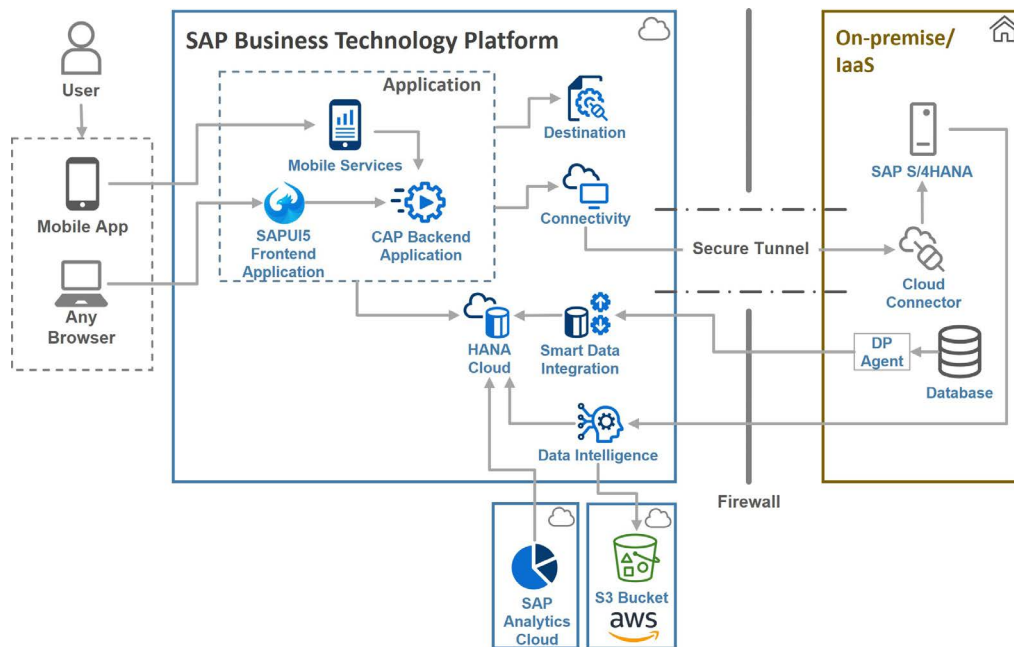 SAP Business Technology Platform
On-premise/
IaaS
User
Application
Destination
Mobile Services
SAP S/4HANA
Mobile App
Connectivity
SAPUI5
Frontend
Application
CAP Backend
Application
Secure Tunnel
Cloud
Connector
Any
Browser
HANA
Cloud
Smart Data
Integration
DP
Agent
Database
Data Intelligence
Firewall
SAP
Analytics
Cloud
S3 Bucket
aws